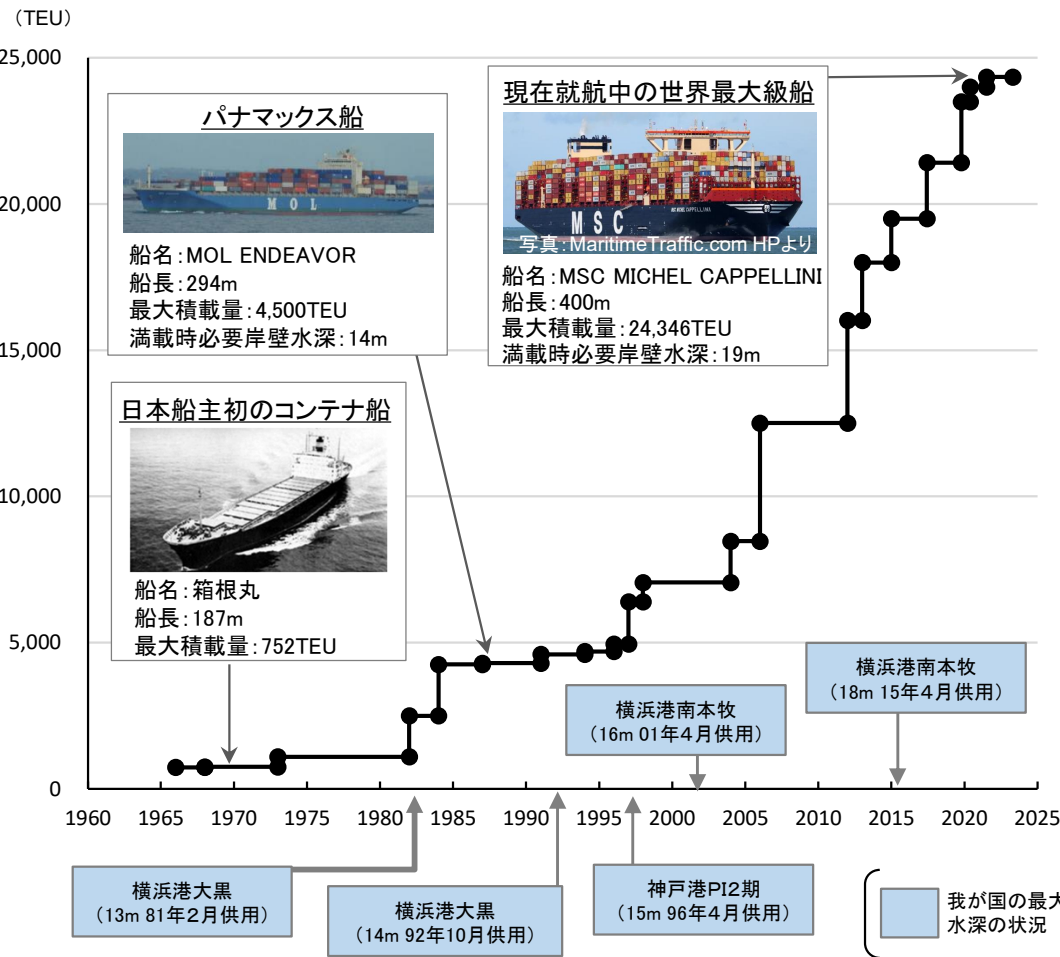 （TEU）
25,000
20,000
15,000
10,000
5,000
0
パナマックス船
MOL
船名：MOL ENDEAVOR
船長：294m
最大積載量：4,500TEU
満載時必要岸壁水深：14m
現在就航中の世界最大級船
MSC
写真：MaritimeTraffic.com HPより
船名：MSC MICHEL CAPPELLINI
船長：400m
最大積載量：24,346TEU
満載時必要岸壁水深：19m
日本船主初のコンテナ船
船名：箱根丸
船長：187m
最大積載量：752TEU
横浜港南本牧
（16m 01年4月供用）
横浜港南本牧
（18m 15年4月供用）
1960 1965 1970 1975 1980 1985 1990 1995 2000 2005 2010 2015 2020 2025
横浜港大黒
（13m 81年2月供用）
横浜港大黒
（14m 92年10月供用）
神戸港PI2期
（15m 96年4月供用）
我が国の最大
水深の状況